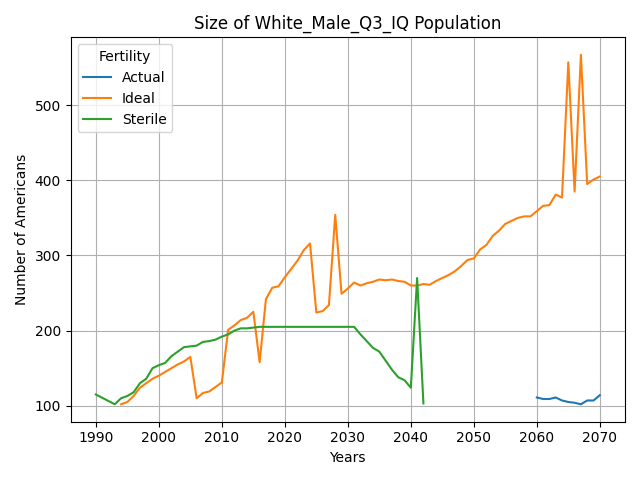 Size of White_Male_Q3_IQ Population
Fertility
Actual
Ideal
Sterile
Number of Americans
500
400
300
200
100
1990 2000 2010 2020 2030 2040 2050 2060 2070
Years